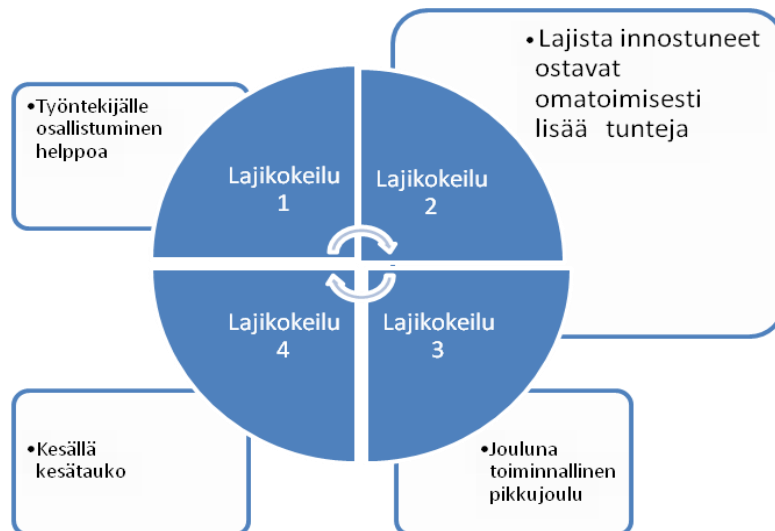 •Työntekijälle
osallistuminen
helppoa
•Lajista innostuneet
ostavat
omatoimisesti
lisää tunteja
Lajikokeilu
1
Lajikokeilu
2
Lajikokeilu
4
Lajikokeilu
3
•Kesällä
kesätauko
•Jouluna
toiminnallinen
pikkujoulu